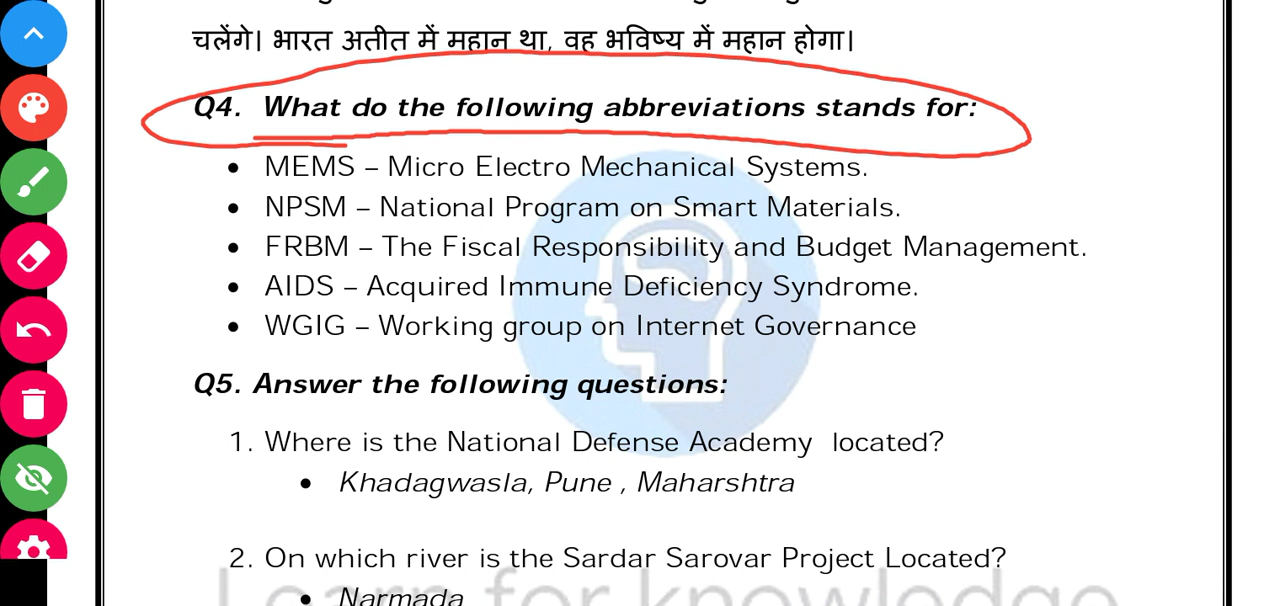 चलेंगे। भारत अतीत में महान था, वह भविष्य में महान होगा।
Q4. What do the following abbreviations stands for:
• MEMS – Micro Electro Mechanical Systems.
• NPSM – National Program on Smart Materials.
• FRBM – The Fiscal Responsibility and Budget Management.
• AIDS – Acquired Immune Deficiency Syndrome.
• WGIG – Working group on Internet Governance
Q5. Answer the following questions:
1. Where is the National Defense Academy located?
• Khadagwasla, Pune , Maharshtra
2. On which river is the Sardar Sarovar Project Located?
Learn for knowledge
• Narmada